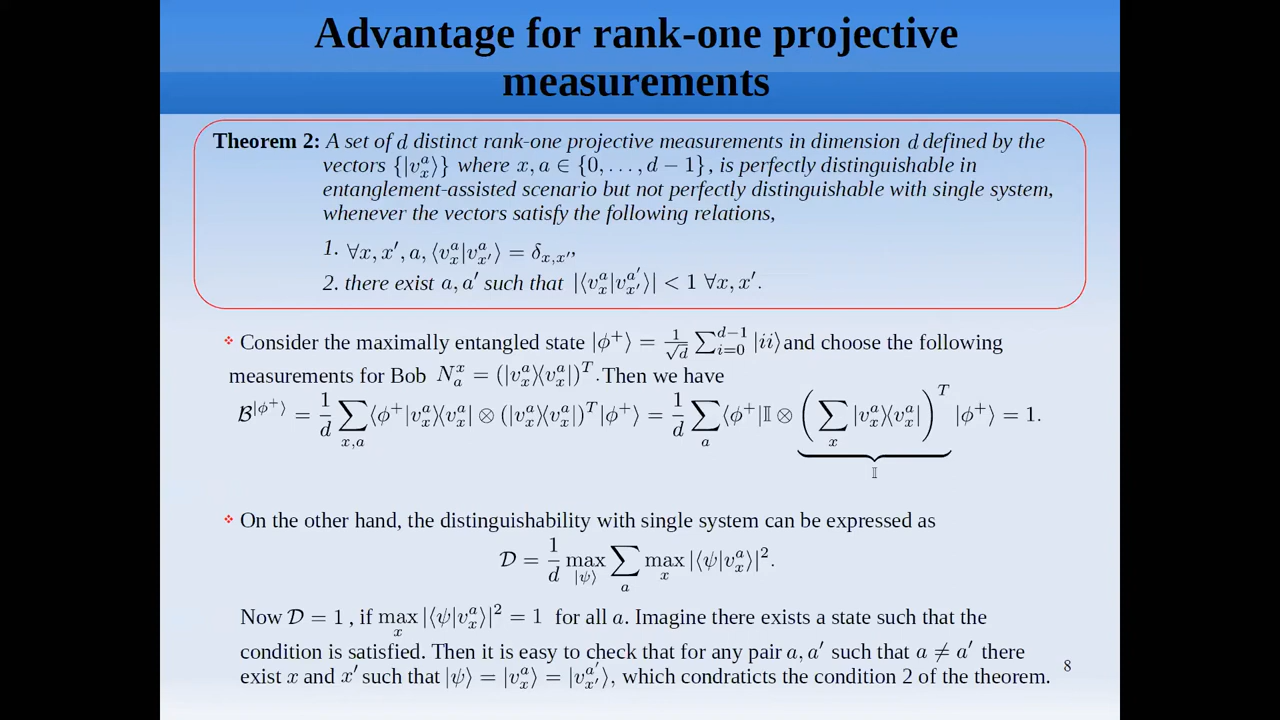 Advantage for rank-one projective
measurements
Theorem 2: A set of d distinct rank-one projective measurements in dimension d defined by the
vectors {|v_x^a⟩} where x, a ∈ {0, . . . , d − 1}, is perfectly distinguishable in
entanglement-assisted scenario but not perfectly distinguishable with single system,
whenever the vectors satisfy the following relations,
1. ∀x, x′, a, ⟨v_x^a|v_{x′}^a⟩ = δ_{x,x′},
2. there exist a, a′ such that |⟨v_x^a|v_{x′}^{a′}⟩| < 1 ∀x, x′.
❖ Consider the maximally entangled state |ϕ⁺⟩ = 1/√d ∑_{i=0}^{d−1} |ii⟩ and choose the following
measurements for Bob N_a^x = (|v_x^a⟩⟨v_x^a|)^T. Then we have
ℬ^{|ϕ⁺⟩} = 1/d ∑_{x,a} ⟨ϕ⁺|v_x^a⟩⟨v_x^a| ⊗ (|v_x^a⟩⟨v_x^a|)^T|ϕ⁺⟩ = 1/d ∑_a ⟨ϕ⁺|𝕀 ⊗ (∑_x |v_x^a⟩⟨v_x^a|)^T |ϕ⁺⟩ = 1.
𝕀
❖ On the other hand, the distinguishability with single system can be expressed as
𝒟 = 1/d max_{|ψ⟩} ∑_a max_x |⟨ψ|v_x^a⟩|².
Now 𝒟 = 1 , if max_x |⟨ψ|v_x^a⟩|² = 1 for all a. Imagine there exists a state such that the
condition is satisfied. Then it is easy to check that for any pair a, a′ such that a ≠ a′ there
exist x and x′ such that |ψ⟩ = |v_x^a⟩ = |v_{x′}^{a′}⟩, which condraticts the condition 2 of the theorem.
8